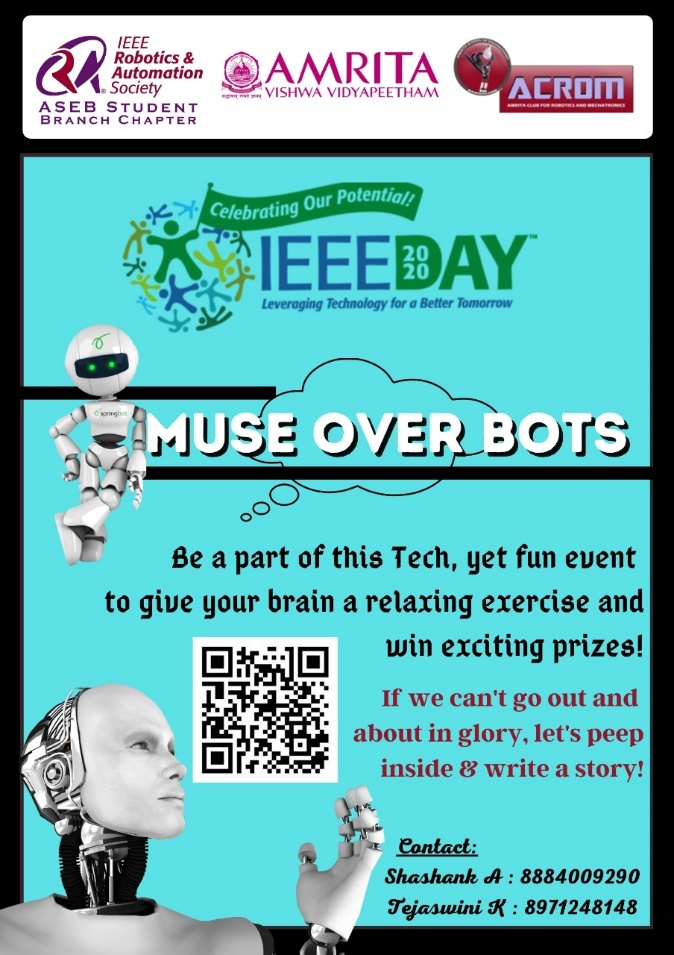 IEEE
Robotics &
Automation
Society
ASEB STUDENT
BRANCH CHAPTER
AMRITA
VISHWA VIDYAPEETHAM
ACROM
AMRITA CLUB FOR ROBOTICS AND MECHATRONICS
Celebrating Our Potential!
IEEE DAY 2020™
Leveraging Technology for a Better Tomorrow
springbot
MUSE OVER BOTS
Be a part of this Tech, yet fun event
to give your brain a relaxing exercise and
win exciting prizes!
If we can't go out and
about in glory, let's peep
inside & write a story!
Contact:
Shashank A : 8884009290
Tejaswini K : 8971248148